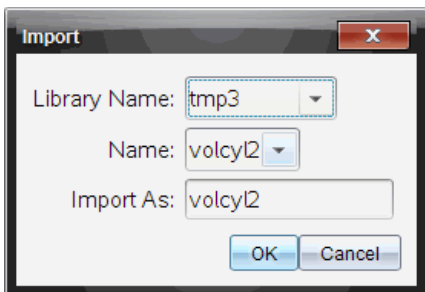 Import
Library Name: tmp3
Name: volcyl2
Import As: volcyl2
OK Cancel